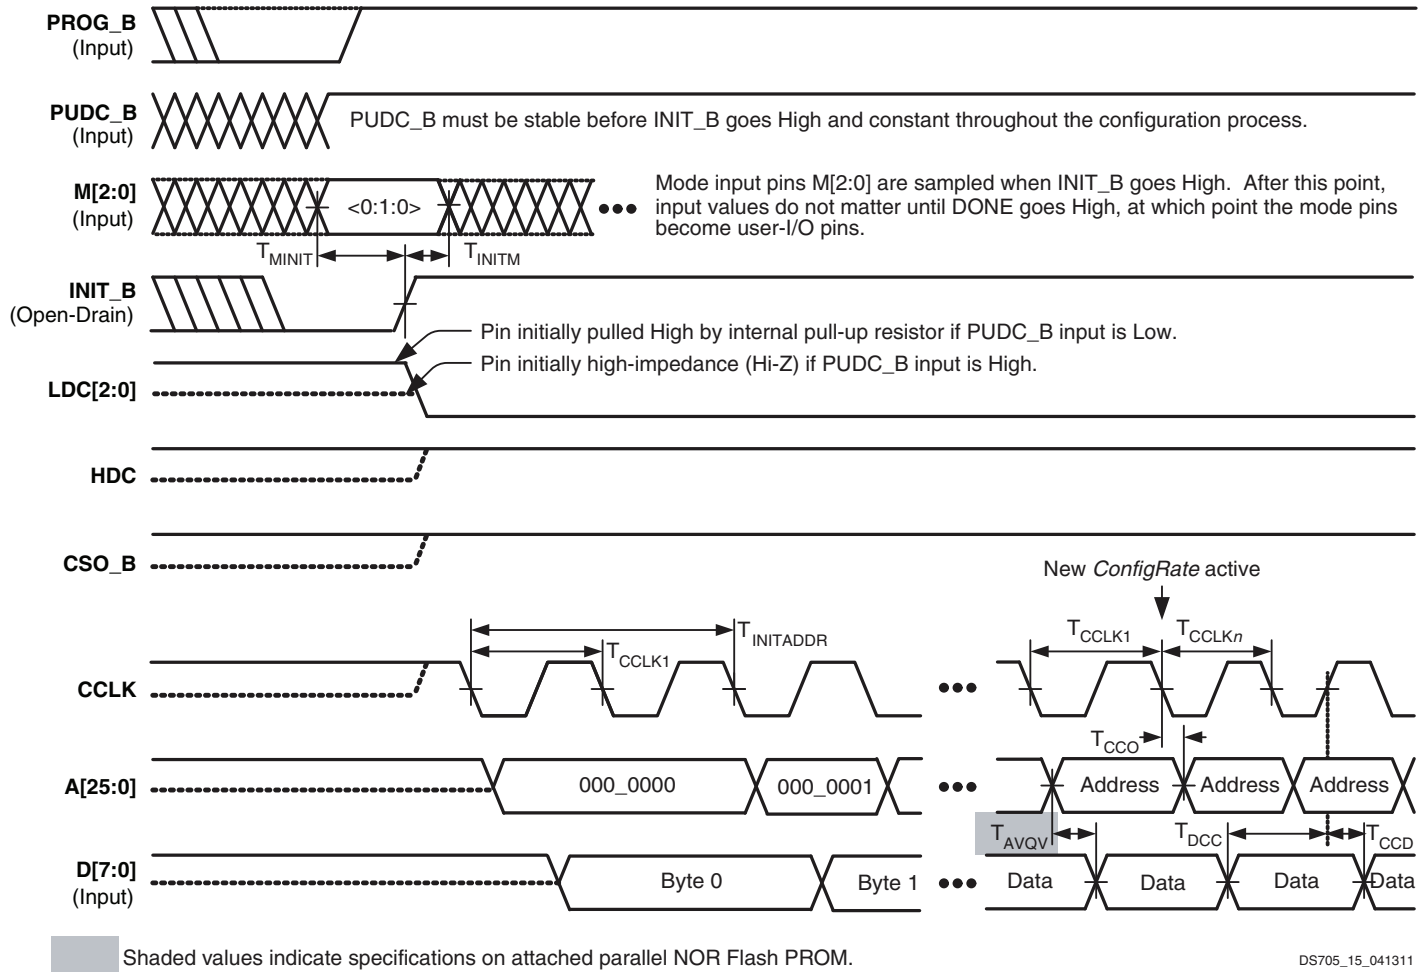 PROG_B
(Input)
PUDC_B
(Input)
PUDC_B must be stable before INIT_B goes High and constant throughout the configuration process.
M[2:0]
(Input)
<0:1:0>
Mode input pins M[2:0] are sampled when INIT_B goes High. After this point,
input values do not matter until DONE goes High, at which point the mode pins
become user-I/O pins.
TMINIT
TINITM
INIT_B
(Open-Drain)
Pin initially pulled High by internal pull-up resistor if PUDC_B input is Low.
Pin initially high-impedance (Hi-Z) if PUDC_B input is High.
LDC[2:0]
HDC
CSO_B
New ConfigRate active
TINITADDR
TCCLK1
TCCLK1
TCCLKn
CCLK
TCCO
A[25:0]
000_0000
000_0001
Address
Address
Address
TAVQV
TDCC
TCCD
D[7:0]
(Input)
Byte 0
Byte 1
Data
Data
Data
Data
Shaded values indicate specifications on attached parallel NOR Flash PROM.
DS705_15_041311